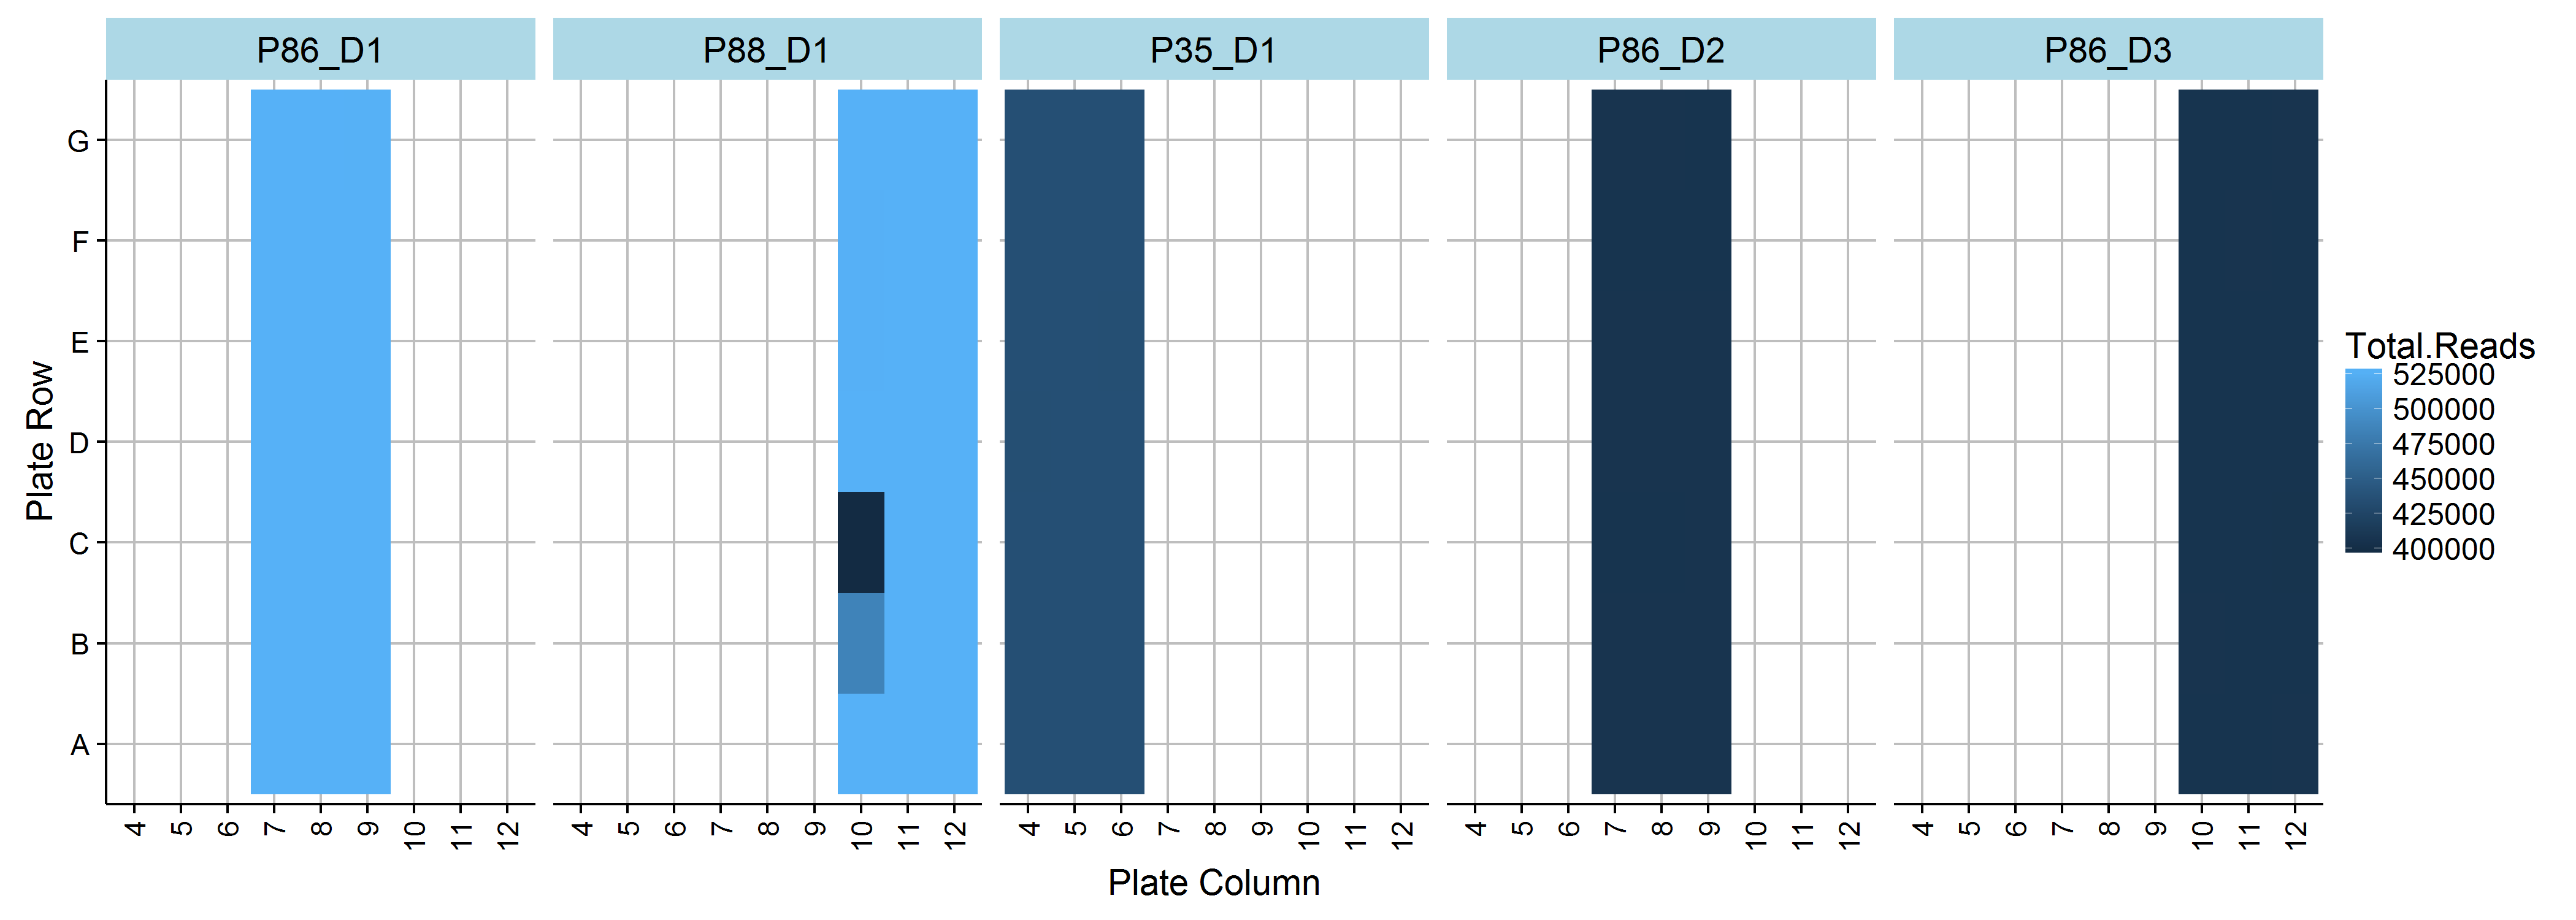 P86_D1 P88_D1 P35_D1 P86_D2 P86_D3
Plate Row
G
F
E
D
C
B
A
4 5 6 7 8 9 10 11 12 4 5 6 7 8 9 10 11 12 4 5 6 7 8 9 10 11 12 4 5 6 7 8 9 10 11 12 4 5 6 7 8 9 10 11 12
Plate Column
Total.Reads
525000
500000
475000
450000
425000
400000